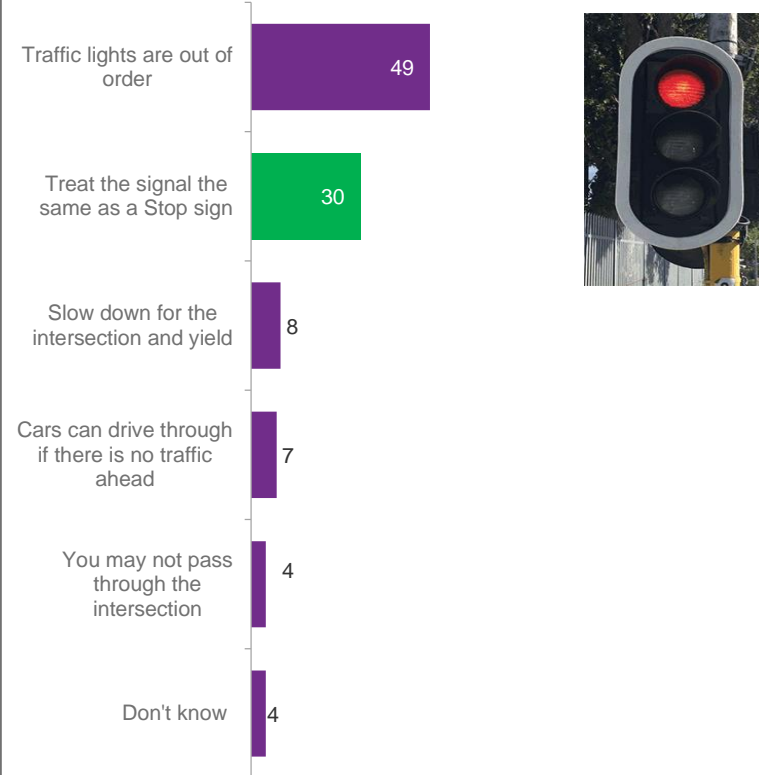 Traffic lights are out of
order
49
Treat the signal the
same as a Stop sign
30
Slow down for the
intersection and yield
8
Cars can drive through
if there is no traffic
ahead
7
You may not pass
through the
intersection
4
Don't know
4